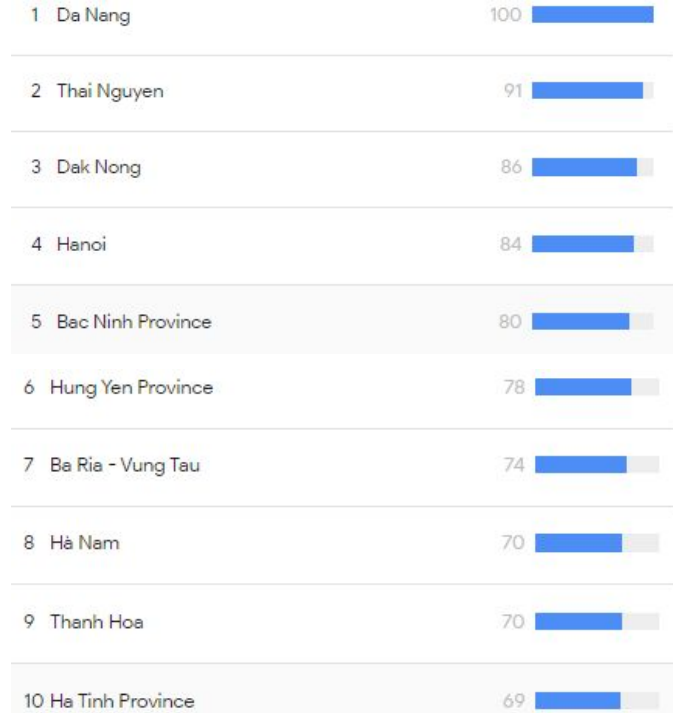 1 Da Nang 100
2 Thai Nguyen 91
3 Dak Nong 86
4 Hanoi 84
5 Bac Ninh Province 80
6 Hung Yen Province 78
7 Ba Ria - Vung Tau 74
8 Hà Nam 70
9 Thanh Hoa 70
10 Ha Tinh Province 69